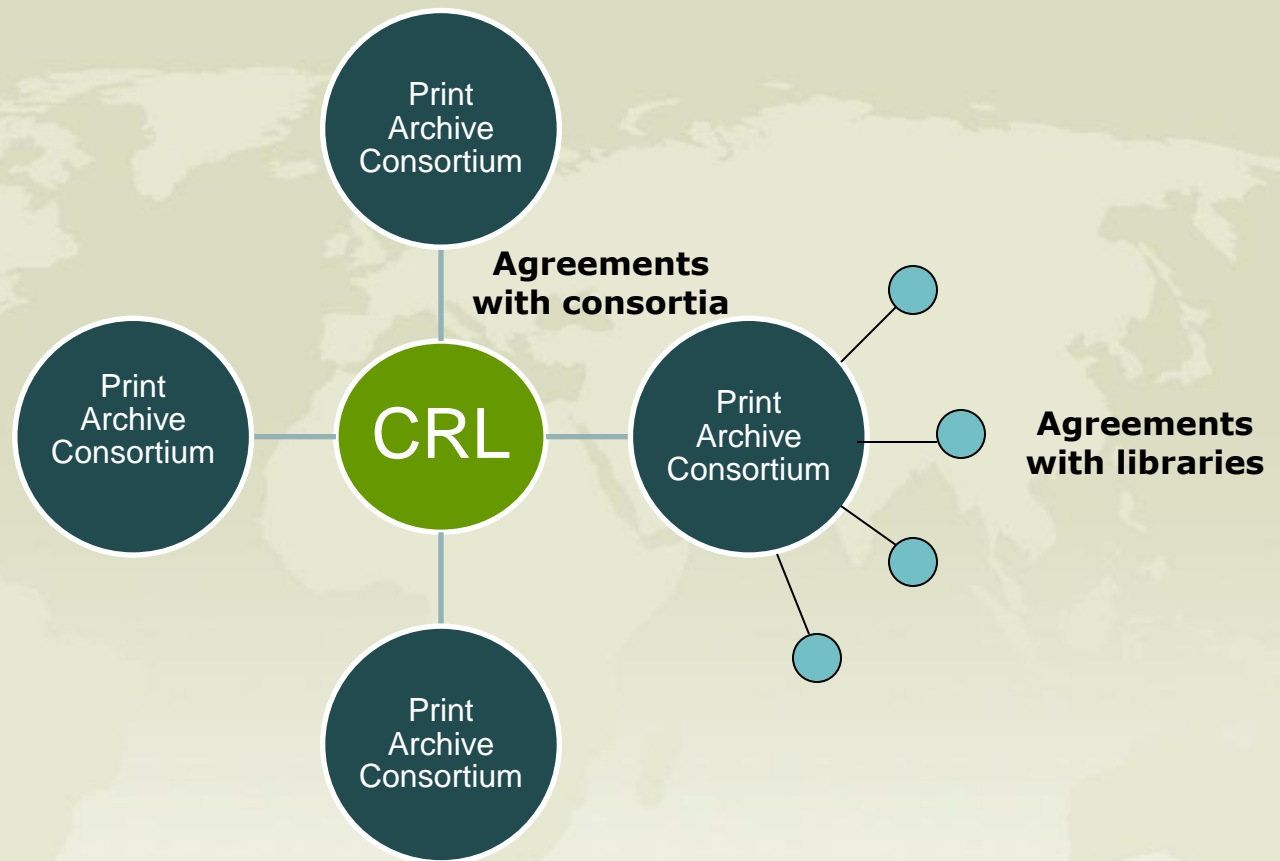 Print
Archive
Consortium
Agreements
with consortia
Print
Archive
Consortium
CRL
Print
Archive
Consortium
Agreements
with libraries
Print
Archive
Consortium